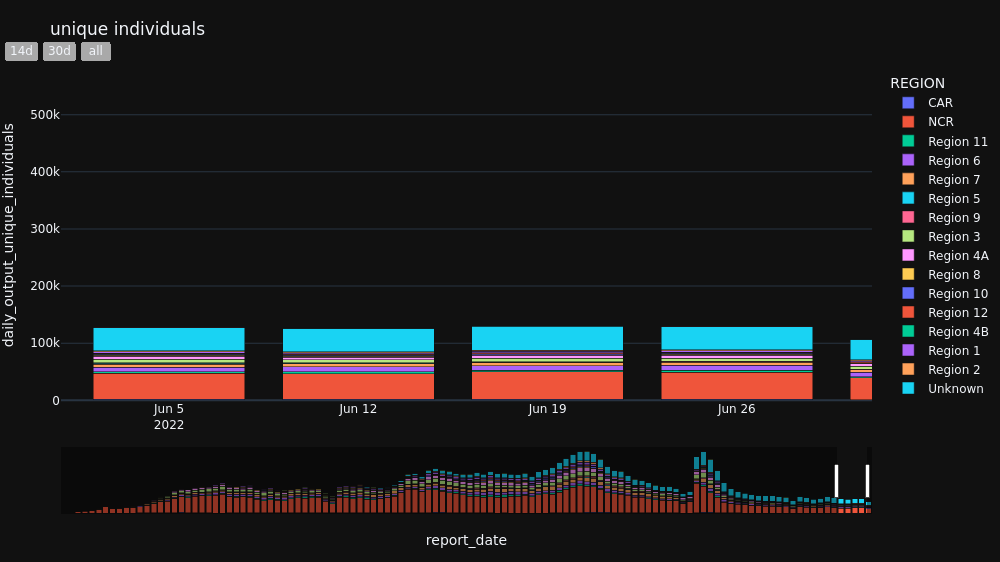 unique individuals
14d 30d all
daily_output_unique_individuals
500k
400k
300k
200k
100k
0
Jun 5 Jun 12 Jun 19 Jun 26
2022
report_date
REGION
CAR
NCR
Region 11
Region 6
Region 7
Region 5
Region 9
Region 3
Region 4A
Region 8
Region 10
Region 12
Region 4B
Region 1
Region 2
Unknown